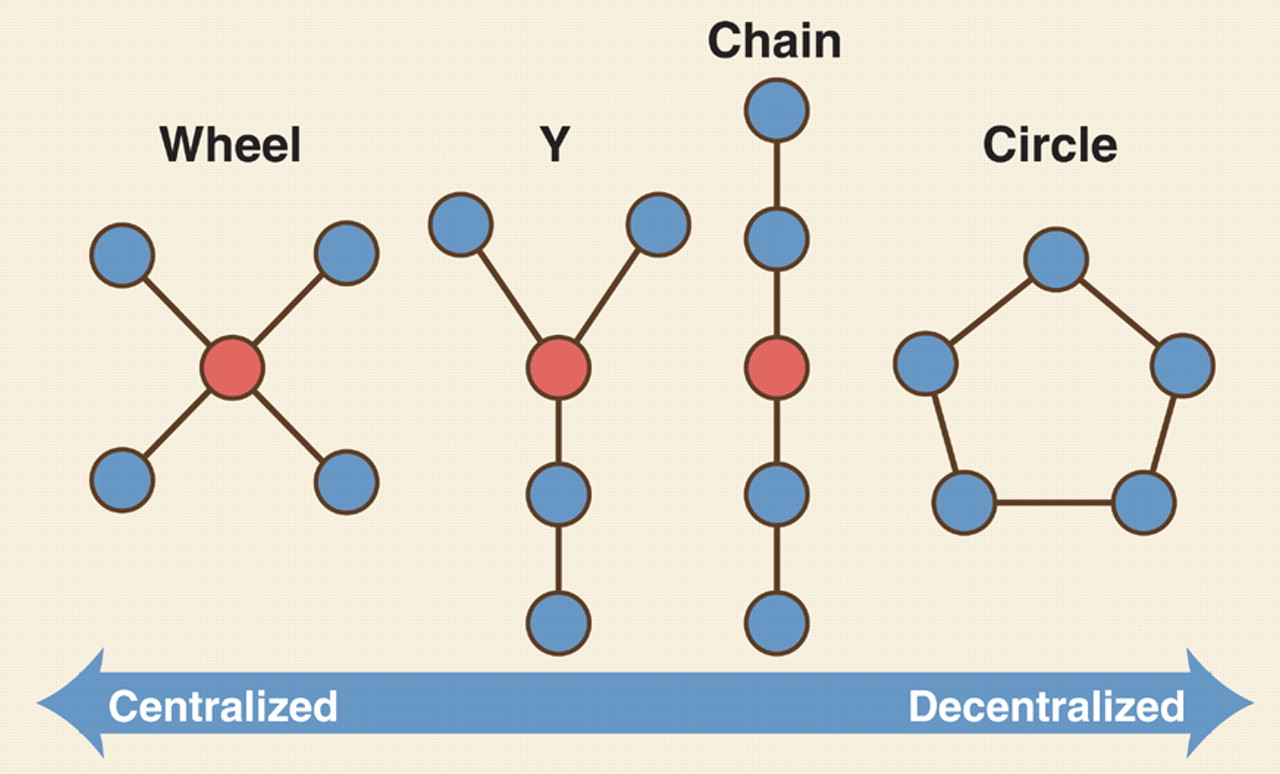 Chain
Wheel
Y
Circle
Centralized
Decentralized